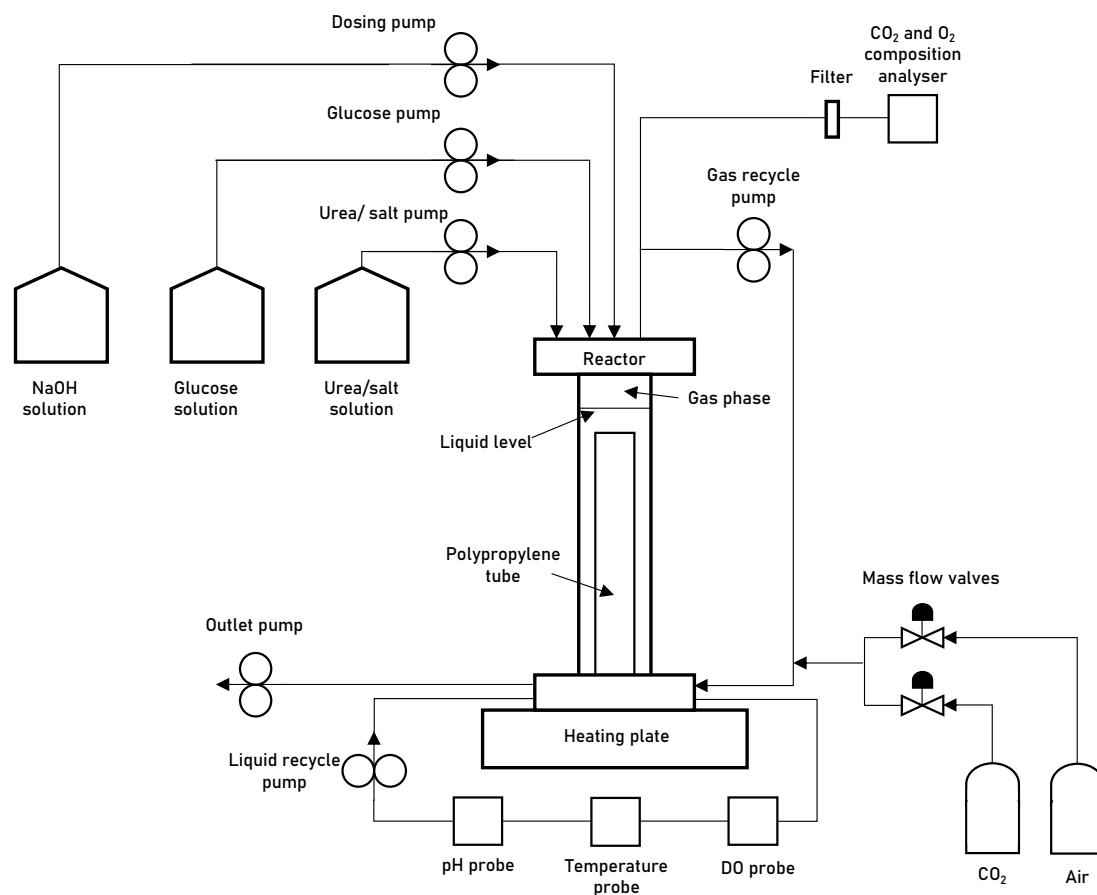 Dosing pump
CO₂ and O₂
composition
analyser
Filter
Glucose pump
Gas recycle
pump
Urea/ salt pump
Reactor
NaOH
solution
Glucose
solution
Urea/salt
solution
Gas phase
Liquid level
Polypropylene
tube
Mass flow valves
Outlet pump
Heating plate
Liquid recycle
pump
pH probe
Temperature
probe
DO probe
CO₂
Air